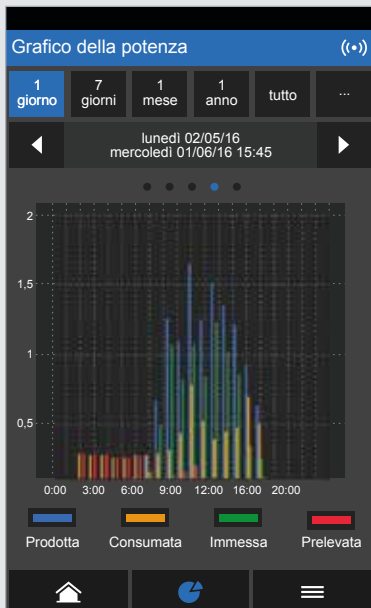 Grafico della potenza
1 giorno
7 giorni
1 mese
1 anno
tutto
...
lunedì 02/05/16
mercoledì 01/06/16 15:45
2
1,5
1
0,5
0:00 3:00 6:00 9:00 12:00 16:00 20:00
Prodotta Consumata Immessa Prelevata